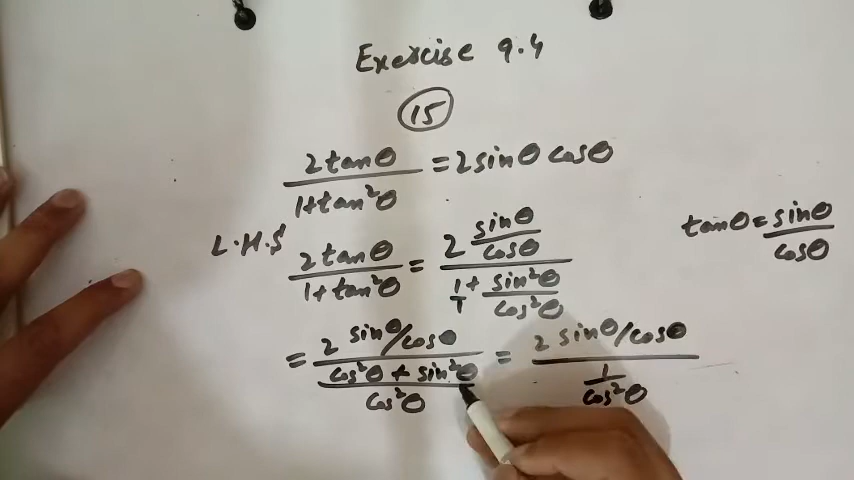 Exercise 9.4
15
2tanθ / 1+tan²θ = 2sinθ cosθ
tanθ = sinθ / cosθ
L.H.S 2tanθ / 1+tan²θ = 2 sinθ/cosθ / 1/1 + sin²θ/cos²θ
= 2 sinθ/cosθ / cos²θ + sin²θ / cos²θ = 2 sinθ/cosθ / 1/cos²θ